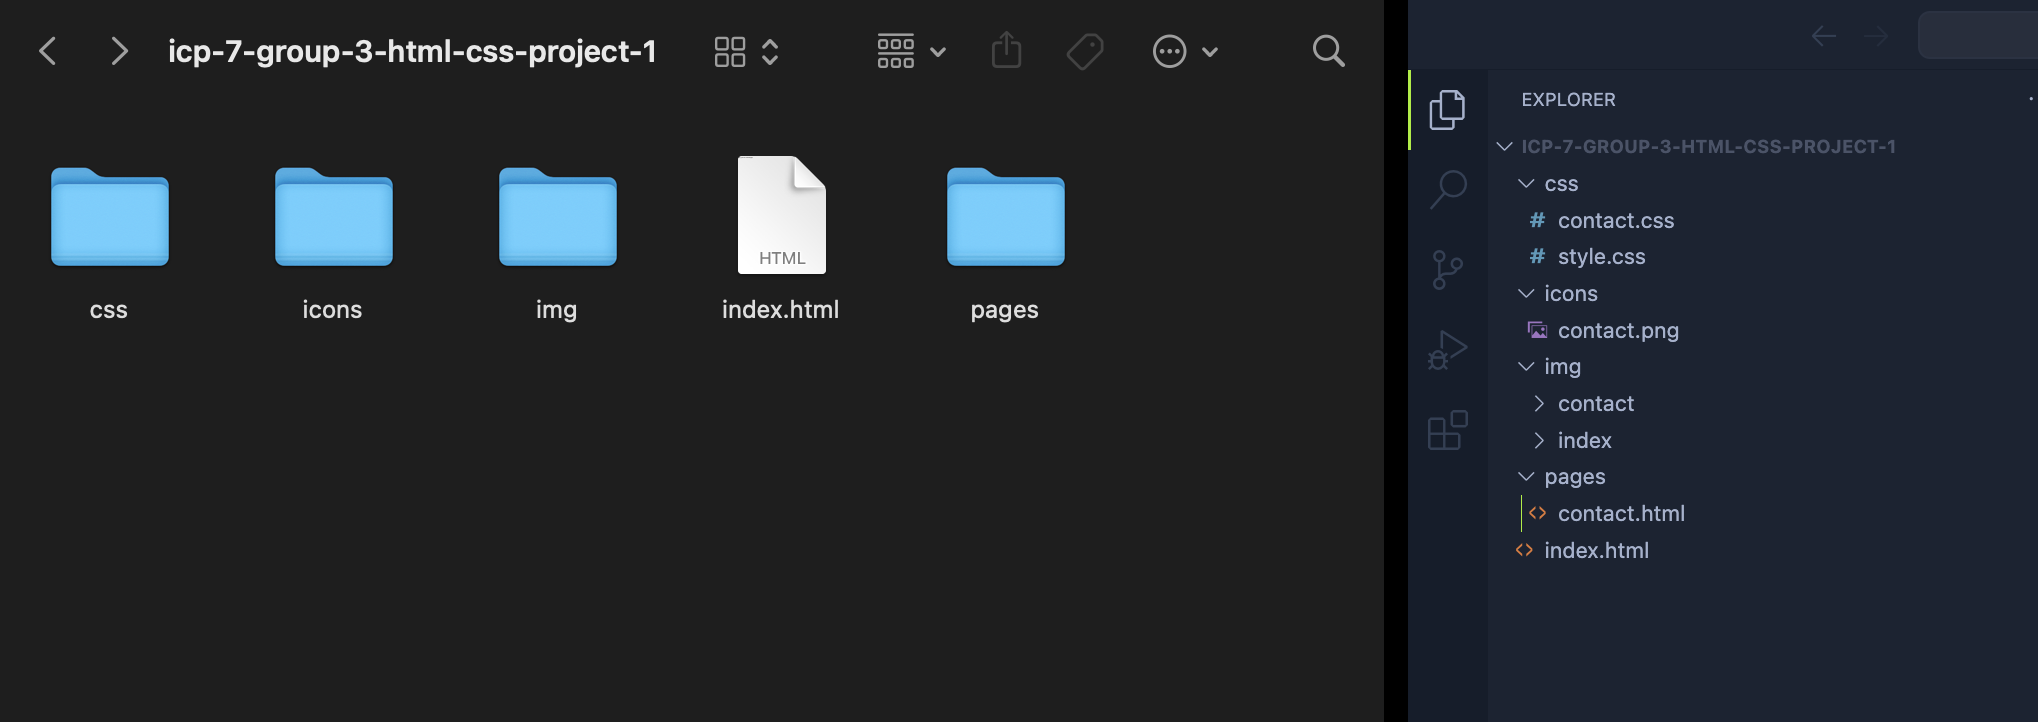 icp-7-group-3-html-css-project-1
css
icons
img
HTML
index.html
pages
EXPLORER
ICP-7-GROUP-3-HTML-CSS-PROJECT-1
css
# contact.css
# style.css
icons
contact.png
img
contact
index
pages
<> contact.html
<> index.html